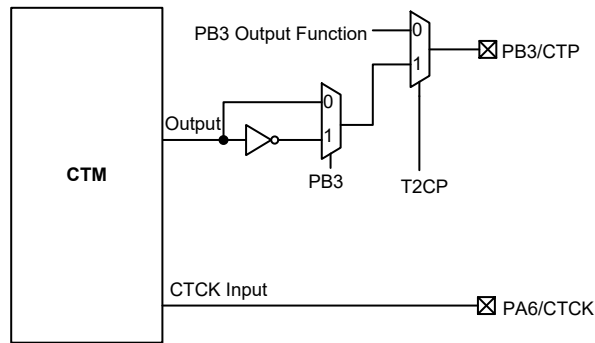 PB3 Output Function
0
1
PB3/CTP
0
1
Output
CTM
PB3
T2CP
CTCK Input
PA6/CTCK